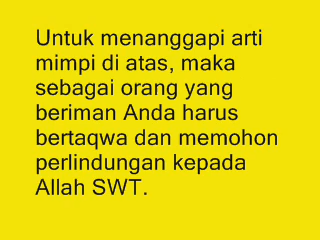 Untuk menanggapi arti
mimpi di atas, maka
sebagai orang yang
beriman Anda harus
bertaqwa dan memohon
perlindungan kepada
Allah SWT.